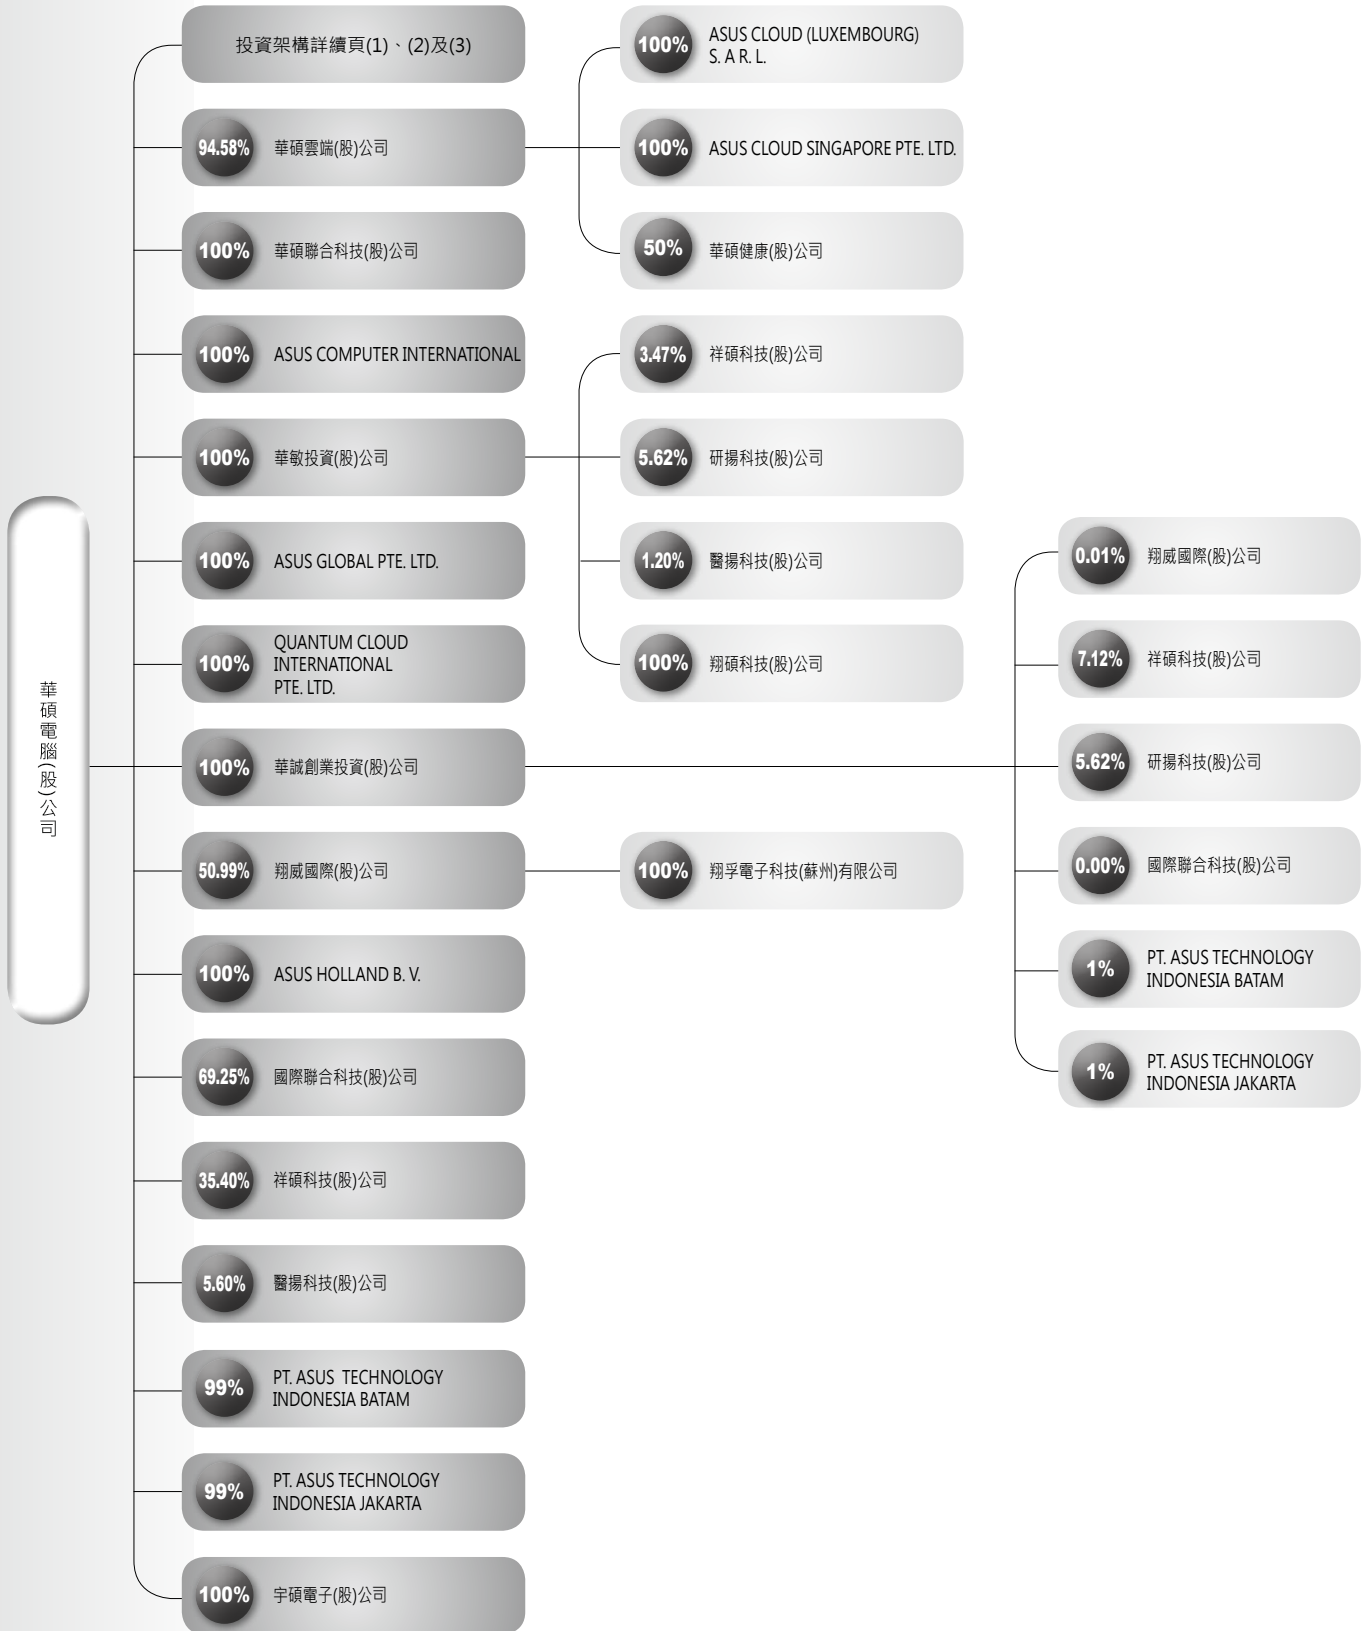 華碩電腦(股)公司
投資架構詳續頁(1)、(2)及(3)
94.58%
華碩雲端(股)公司
100%
華碩聯合科技(股)公司
100%
ASUS COMPUTER INTERNATIONAL
100%
華敏投資(股)公司
100%
ASUS GLOBAL PTE. LTD.
100%
QUANTUM CLOUD
INTERNATIONAL
PTE. LTD.
100%
華誠創業投資(股)公司
50.99%
翔威國際(股)公司
100%
ASUS HOLLAND B. V.
69.25%
國際聯合科技(股)公司
35.40%
祥碩科技(股)公司
5.60%
醫揚科技(股)公司
99%
PT. ASUS TECHNOLOGY
INDONESIA BATAM
99%
PT. ASUS TECHNOLOGY
INDONESIA JAKARTA
100%
宇碩電子(股)公司
100%
ASUS CLOUD (LUXEMBOURG)
S. A R. L.
100%
ASUS CLOUD SINGAPORE PTE. LTD.
50%
華碩健康(股)公司
3.47%
祥碩科技(股)公司
5.62%
研揚科技(股)公司
1.20%
醫揚科技(股)公司
100%
翔碩科技(股)公司
100%
翔孚電子科技(蘇州)有限公司
0.01%
翔威國際(股)公司
7.12%
祥碩科技(股)公司
5.62%
研揚科技(股)公司
0.00%
國際聯合科技(股)公司
1%
PT. ASUS TECHNOLOGY
INDONESIA BATAM
1%
PT. ASUS TECHNOLOGY
INDONESIA JAKARTA